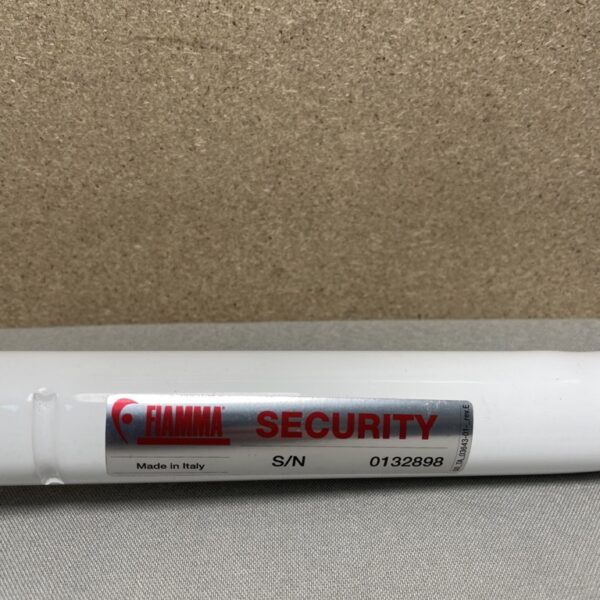 FIAMMA® SECURITY
Made in Italy S/N 0132898